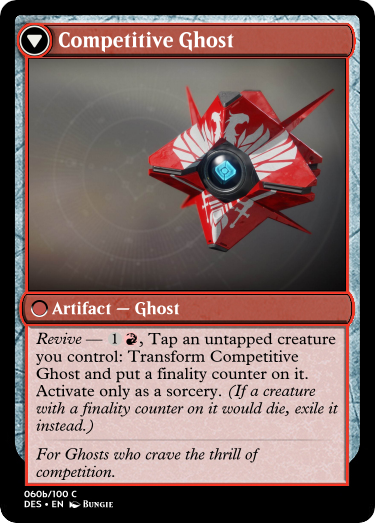 Competitive Ghost
Artifact — Ghost
Revive — 1 , Tap an untapped creature
you control: Transform Competitive
Ghost and put a finality counter on it.
Activate only as a sorcery. (If a creature
with a finality counter on it would die, exile it
instead.)
For Ghosts who crave the thrill of
competition.
060b/100 C
DES • EN BUNGIE